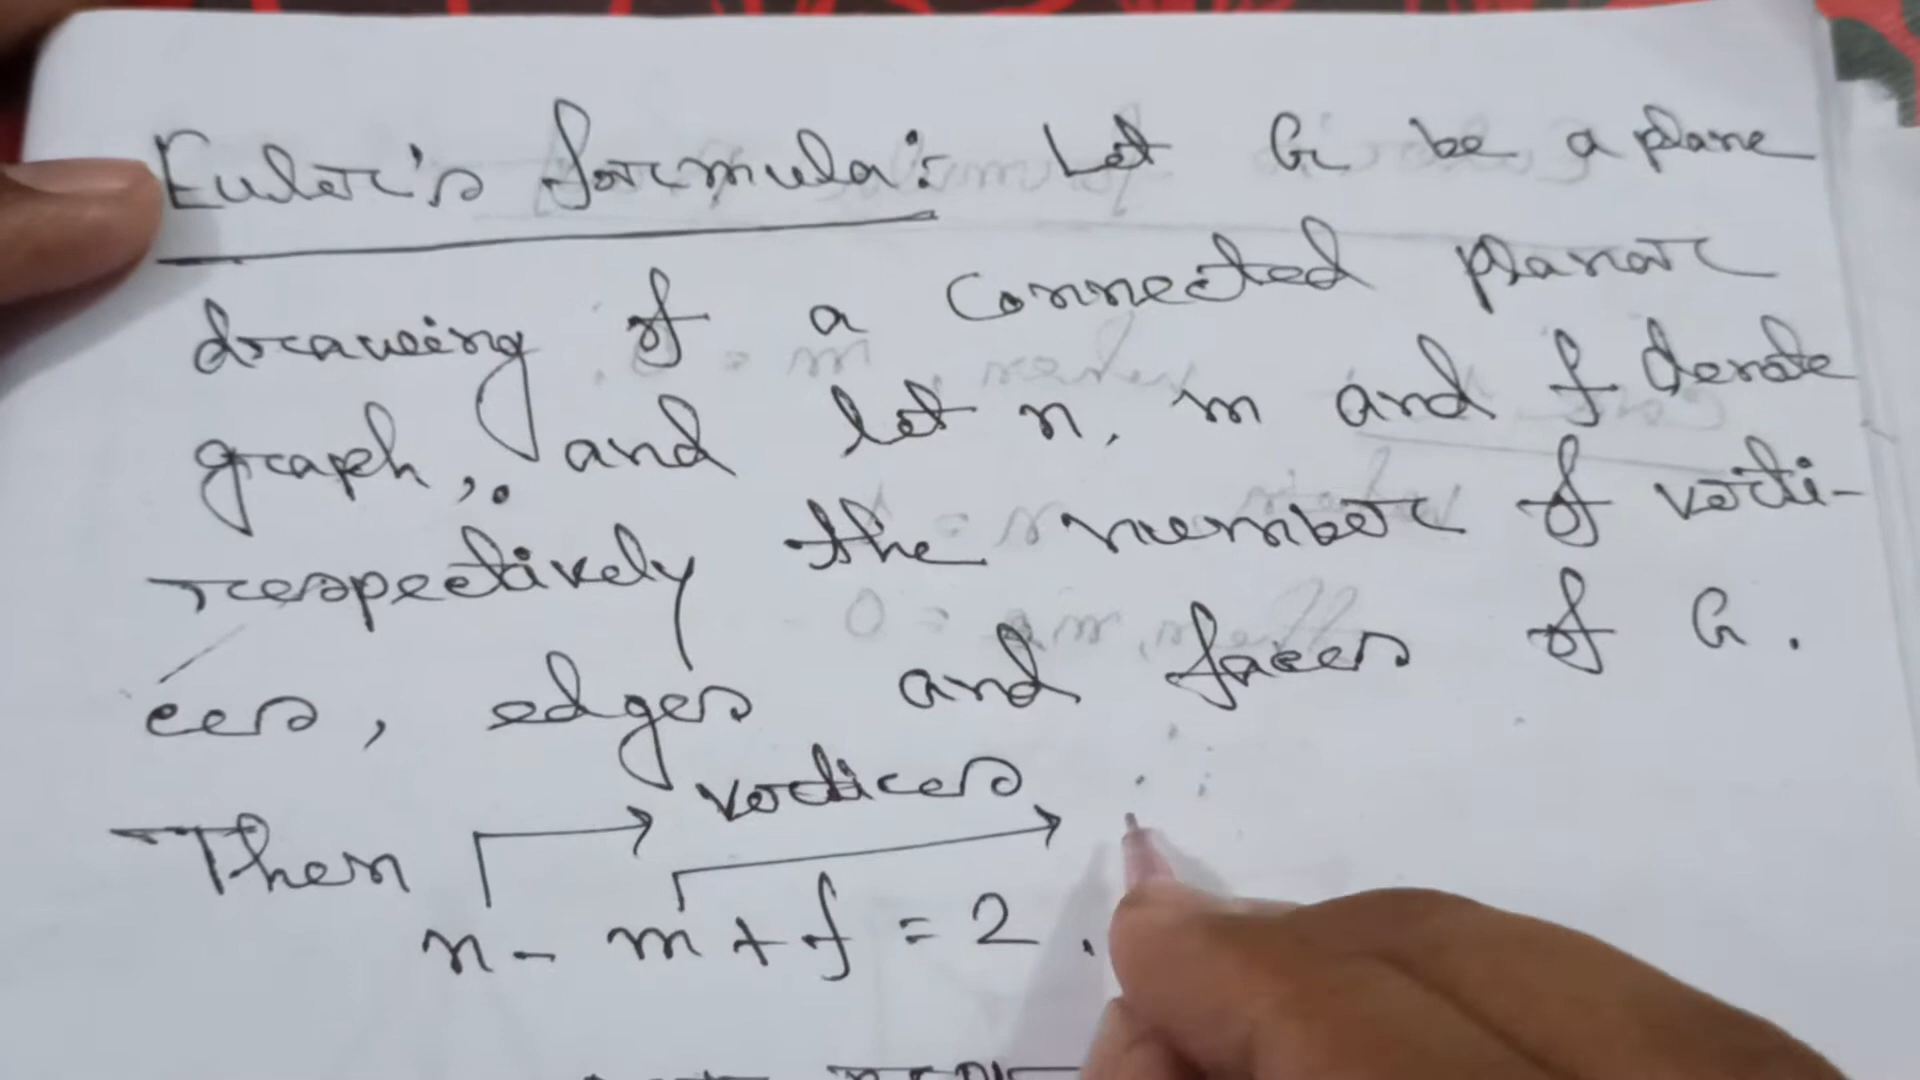 Euler's formula: Let G be a plane
drawing of a connected planar
graph, and let n, m and f denote
respectively the number of verti-
ces, edges and faces of G.
vertices
Then
n - m + f = 2.